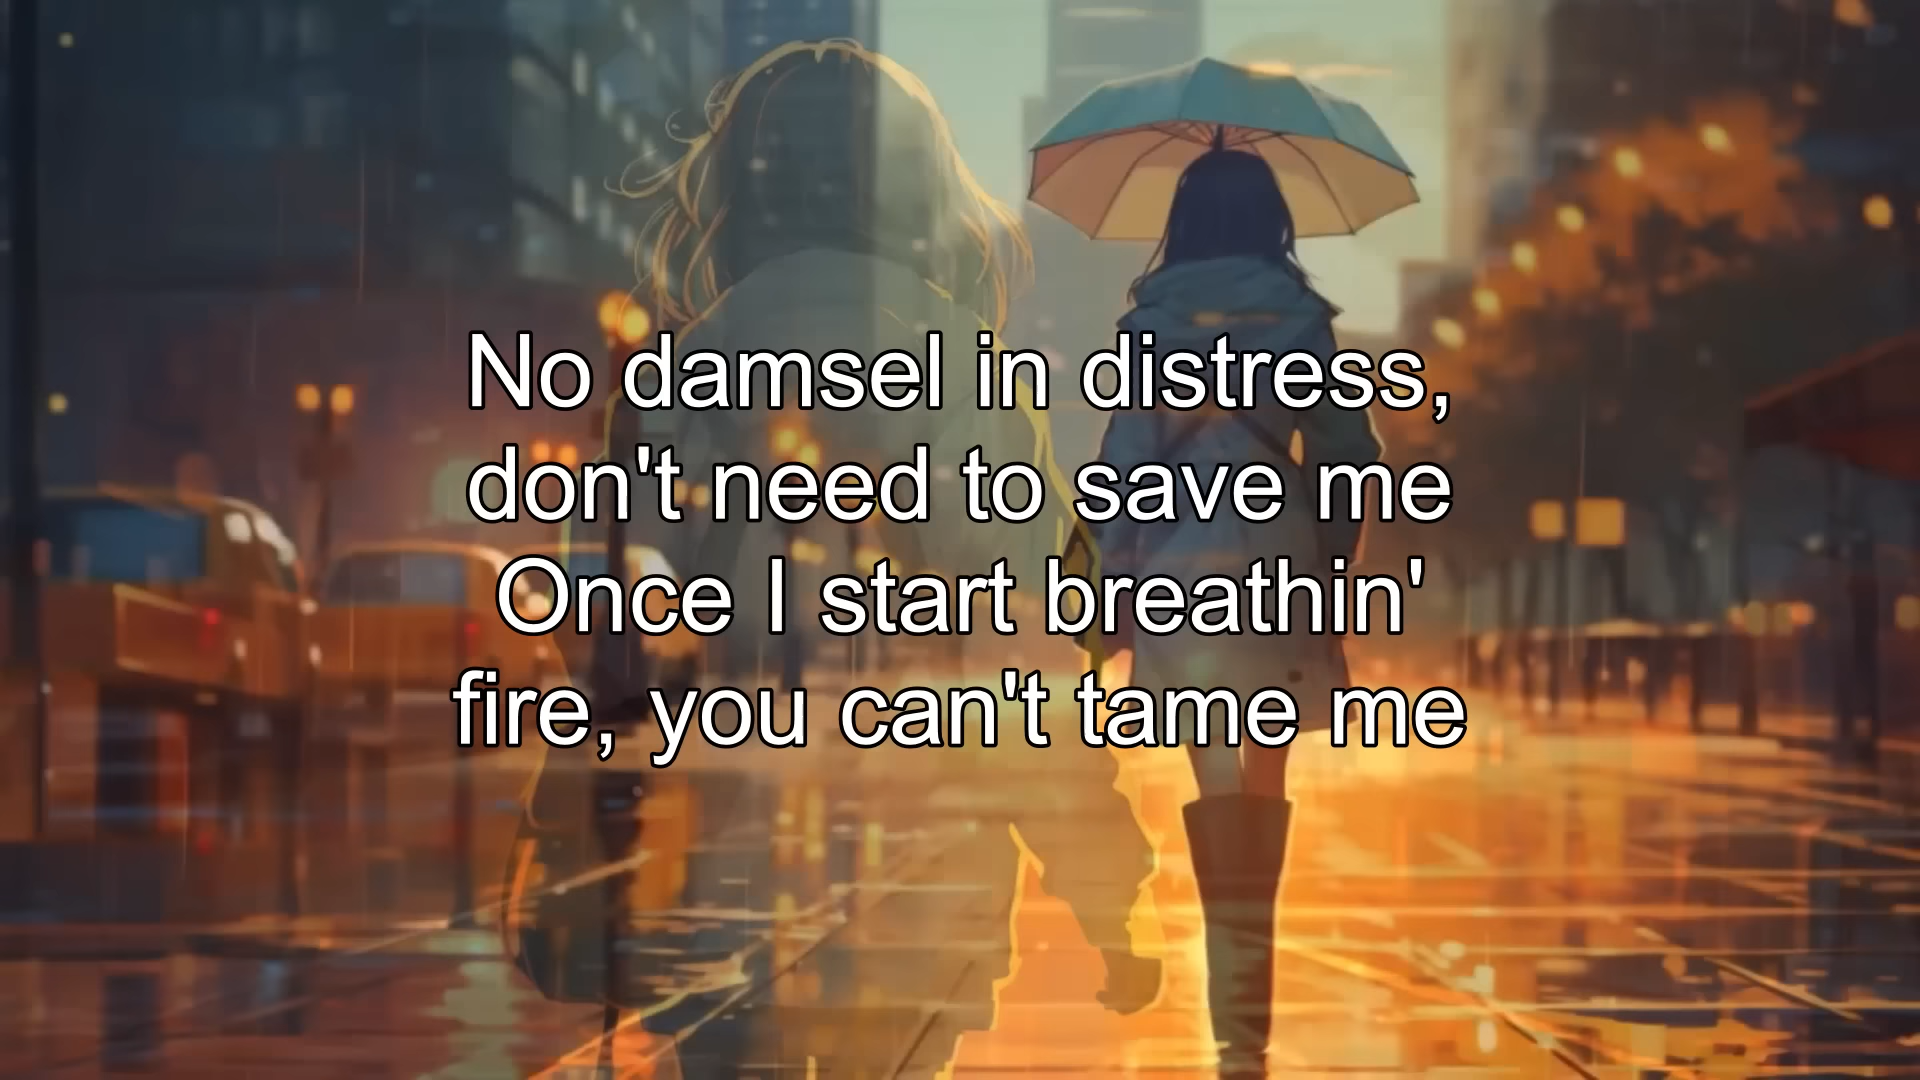 No damsel in distress,
don't need to save me
Once I start breathin'
fire, you can't tame me